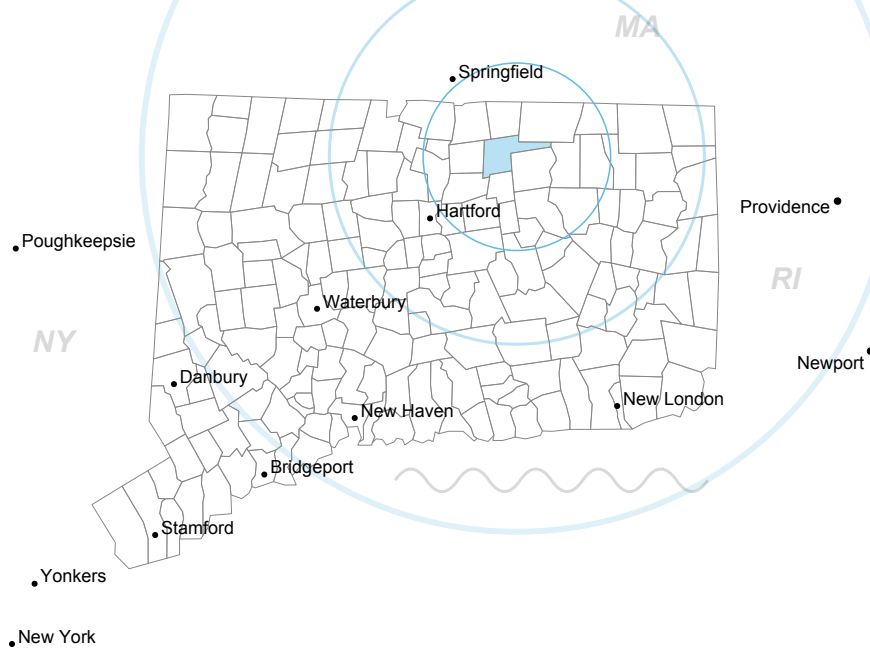 MA
Springfield
Providence
Hartford
Poughkeepsie
RI
Waterbury
NY
Newport
Danbury
New London
New Haven
Bridgeport
Stamford
Yonkers
New York